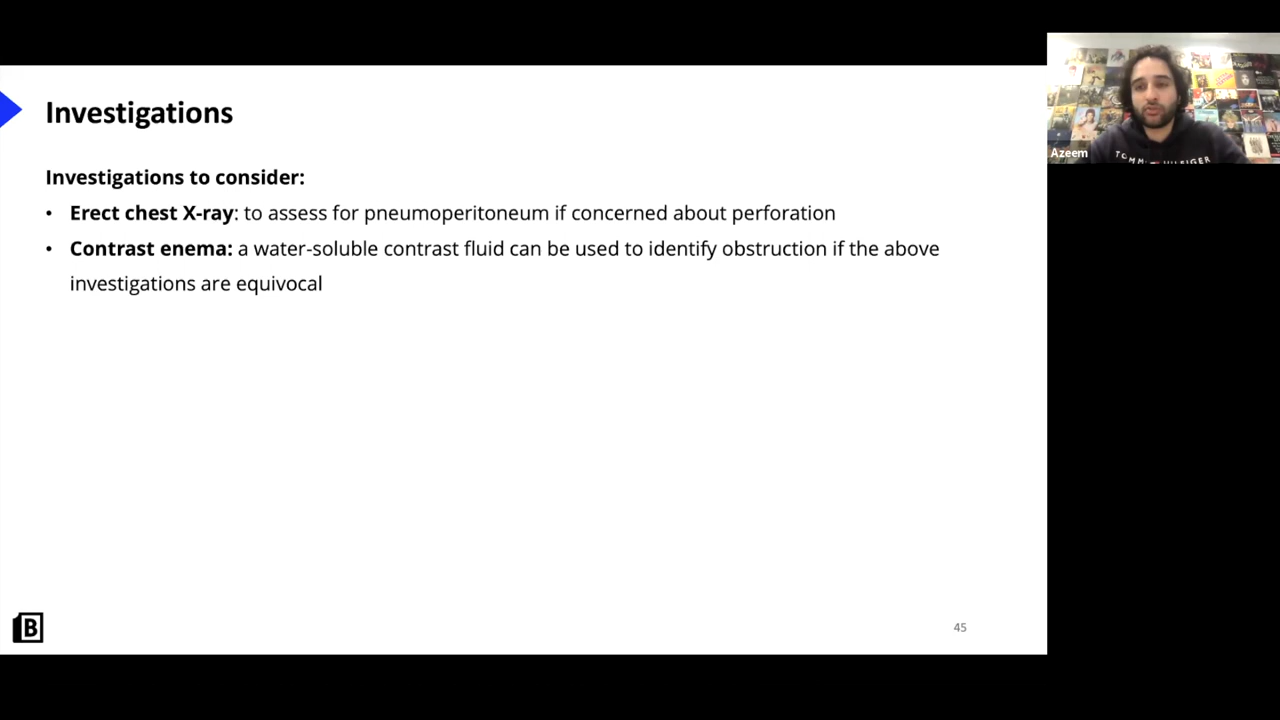 Investigations
Investigations to consider:
• Erect chest X-ray: to assess for pneumoperitoneum if concerned about perforation
• Contrast enema: a water-soluble contrast fluid can be used to identify obstruction if the above
investigations are equivocal
B
45
Azeem